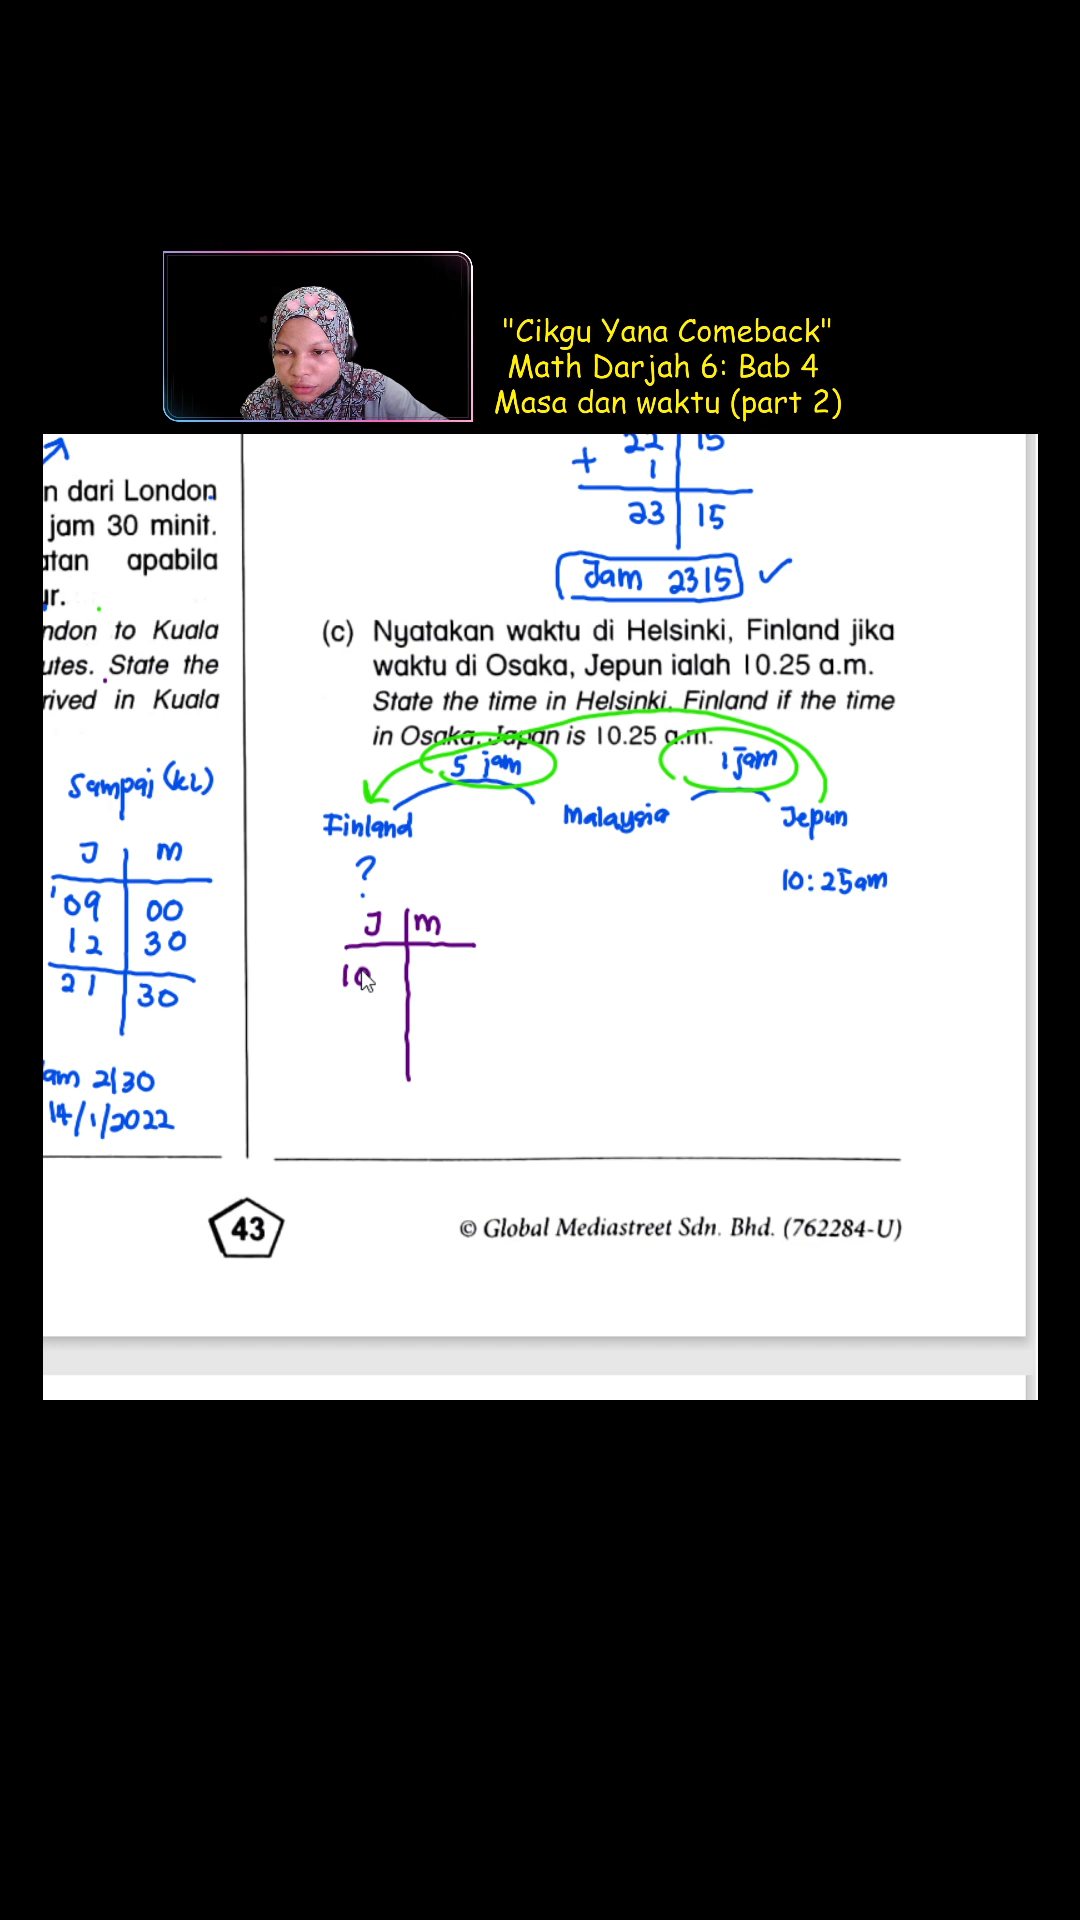 "Cikgu Yana Comeback"
Math Darjah 6: Bab 4
Masa dan waktu (part 2)
n dari London
jam 30 minit.
atan apabila
ur.
ndon to Kuala
utes. State the
rived in Kuala
Sampai (KL)
J | M
09 | 00
12 | 30
21 | 30
am 2130
14/1/2022
22 | 15
+ 1
23 | 15
Jam 2315 ✓
(c) Nyatakan waktu di Helsinki, Finland jika
waktu di Osaka, Jepun ialah 10.25 a.m.
State the time in Helsinki, Finland if the time
in Osaka, Japan is 10.25 a.m.
5 jam 1 jam
Finland Malaysia Jepun
? 10:25am
J | M
10
43
© Global Mediastreet Sdn. Bhd. (762284-U)